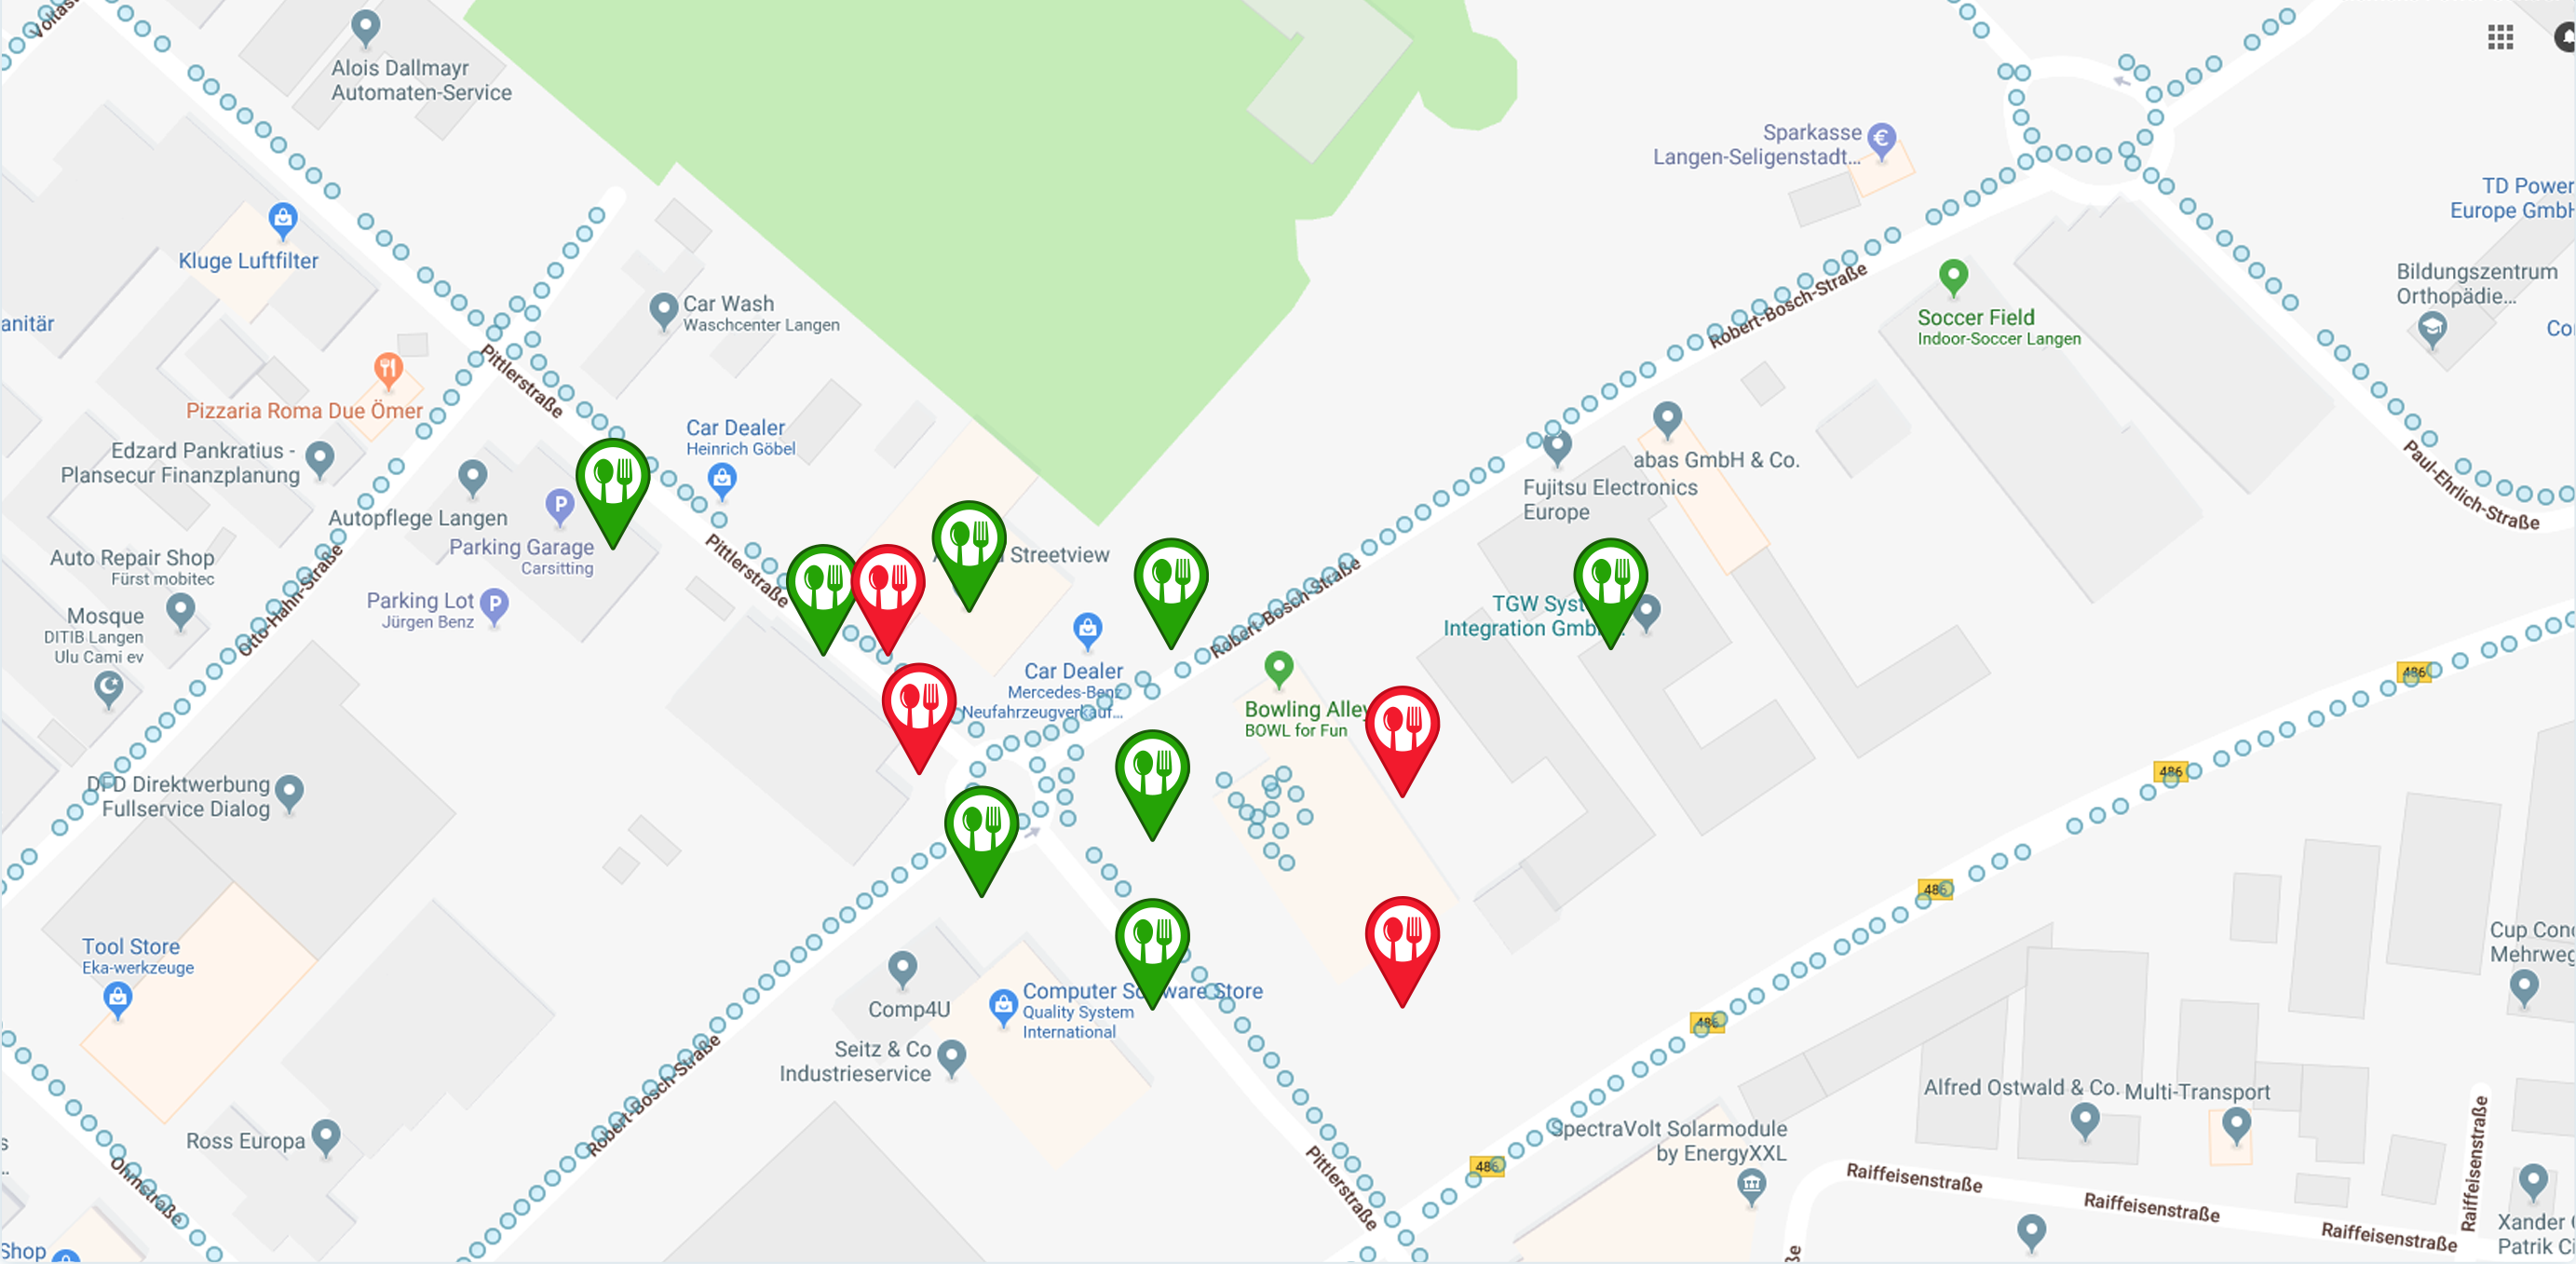 Alois Dallmayr
Automaten-Service
Sparkasse
Langen-Seligenstadt...
€
TD Power
Europe GmbH
Kluge Luftfilter
Bildungszentrum
Orthopädie...
Car Wash
Waschcenter Langen
anitär
Soccer Field
Indoor-Soccer Langen
Co
Robert-Bosch-Straße
Pittlerstraße
Pizzaria Roma Due Ömer
Car Dealer
Heinrich Göbel
Edzard Pankratius -
Plansecur Finanzplanung
abas GmbH & Co.
Fujitsu Electronics
Europe
Paul-Ehrlich-Straße
Autopflege Langen
P
Parking Garage
Carsitting
Streetview
Auto Repair Shop
Fürst mobitec
Pittlerstraße
Otto-Hahn-Straße
Parking Lot
Jürgen Benz
P
Robert-Bosch-Straße
TGW Syst
Integration Gmb
Mosque
DITIB Langen
Ulu Cami ev
Car Dealer
Mercedes-Benz
Neufahrzeugverkauf...
486
Bowling Alley
BOWL for Fun
486
DFD Direktwerbung
Fullservice Dialog
486
Tool Store
Eka-werkzeuge
Cup Con
Mehrweg
Comp4U
Computer Software Store
Quality System
International
486
Seitz & Co
Industrieservice
Robert-Bosch-Straße
Alfred Ostwald & Co.
Multi-Transport
SpectraVolt Solarmodule
by EnergyXXL
Ross Europa
486
Pittlerstraße
Ohmstraße
Raiffeisenstraße
Raiffeisenstraße
Raiffeisenstraße
Raiffeisenstraße
Xander
Patrik Ci
Shop
ße